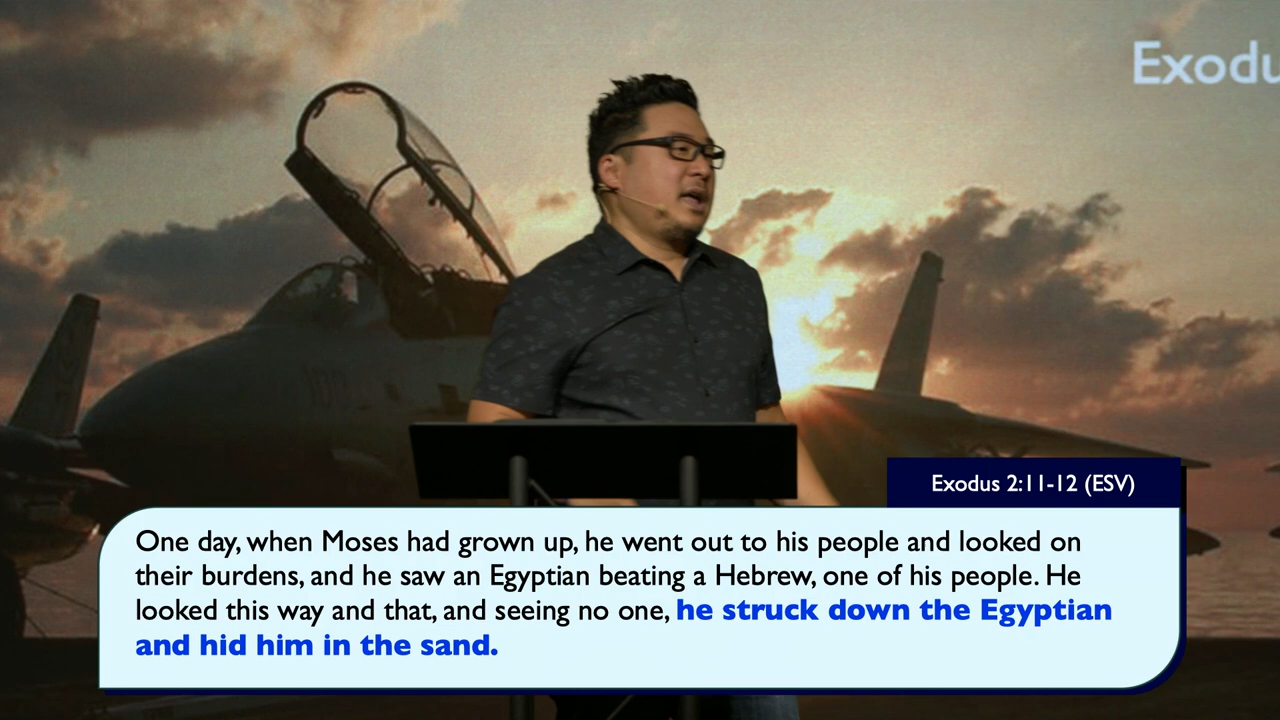 Exodu
Exodus 2:11-12 (ESV)
One day, when Moses had grown up, he went out to his people and looked on
their burdens, and he saw an Egyptian beating a Hebrew, one of his people. He
looked this way and that, and seeing no one, he struck down the Egyptian
and hid him in the sand.